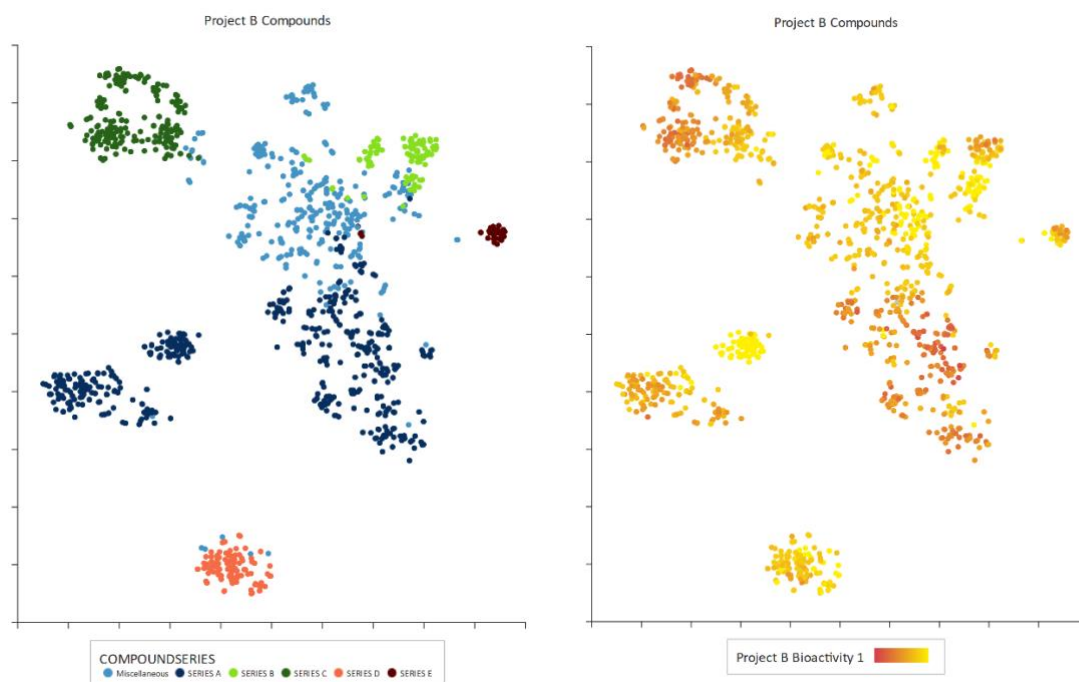 Project B Compounds
Project B Compounds
COMPOUNDSERIES
Miscellaneous SERIES A SERIES B SERIES C SERIES D SERIES E
Project B Bioactivity 1